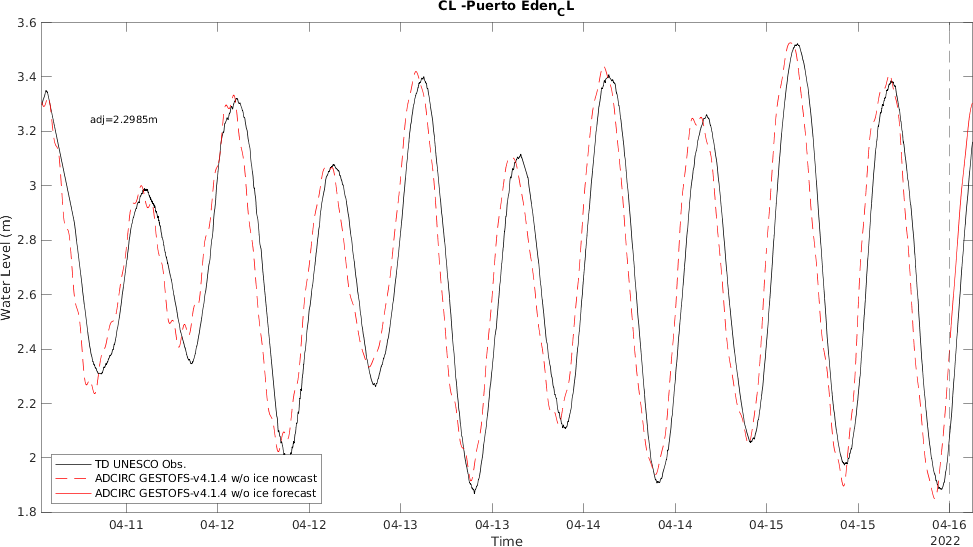 CL -Puerto Eden_CL
3.6
3.4
adj=2.2985m
3.2
3
2.8
Water Level (m)
2.6
2.4
2.2
2
TD UNESCO Obs.
ADCIRC GESTOFS-v4.1.4 w/o ice nowcast
ADCIRC GESTOFS-v4.1.4 w/o ice forecast
1.8
04-11 04-12 04-12 04-13 04-13 04-14 04-14 04-15 04-15 04-16
Time 2022